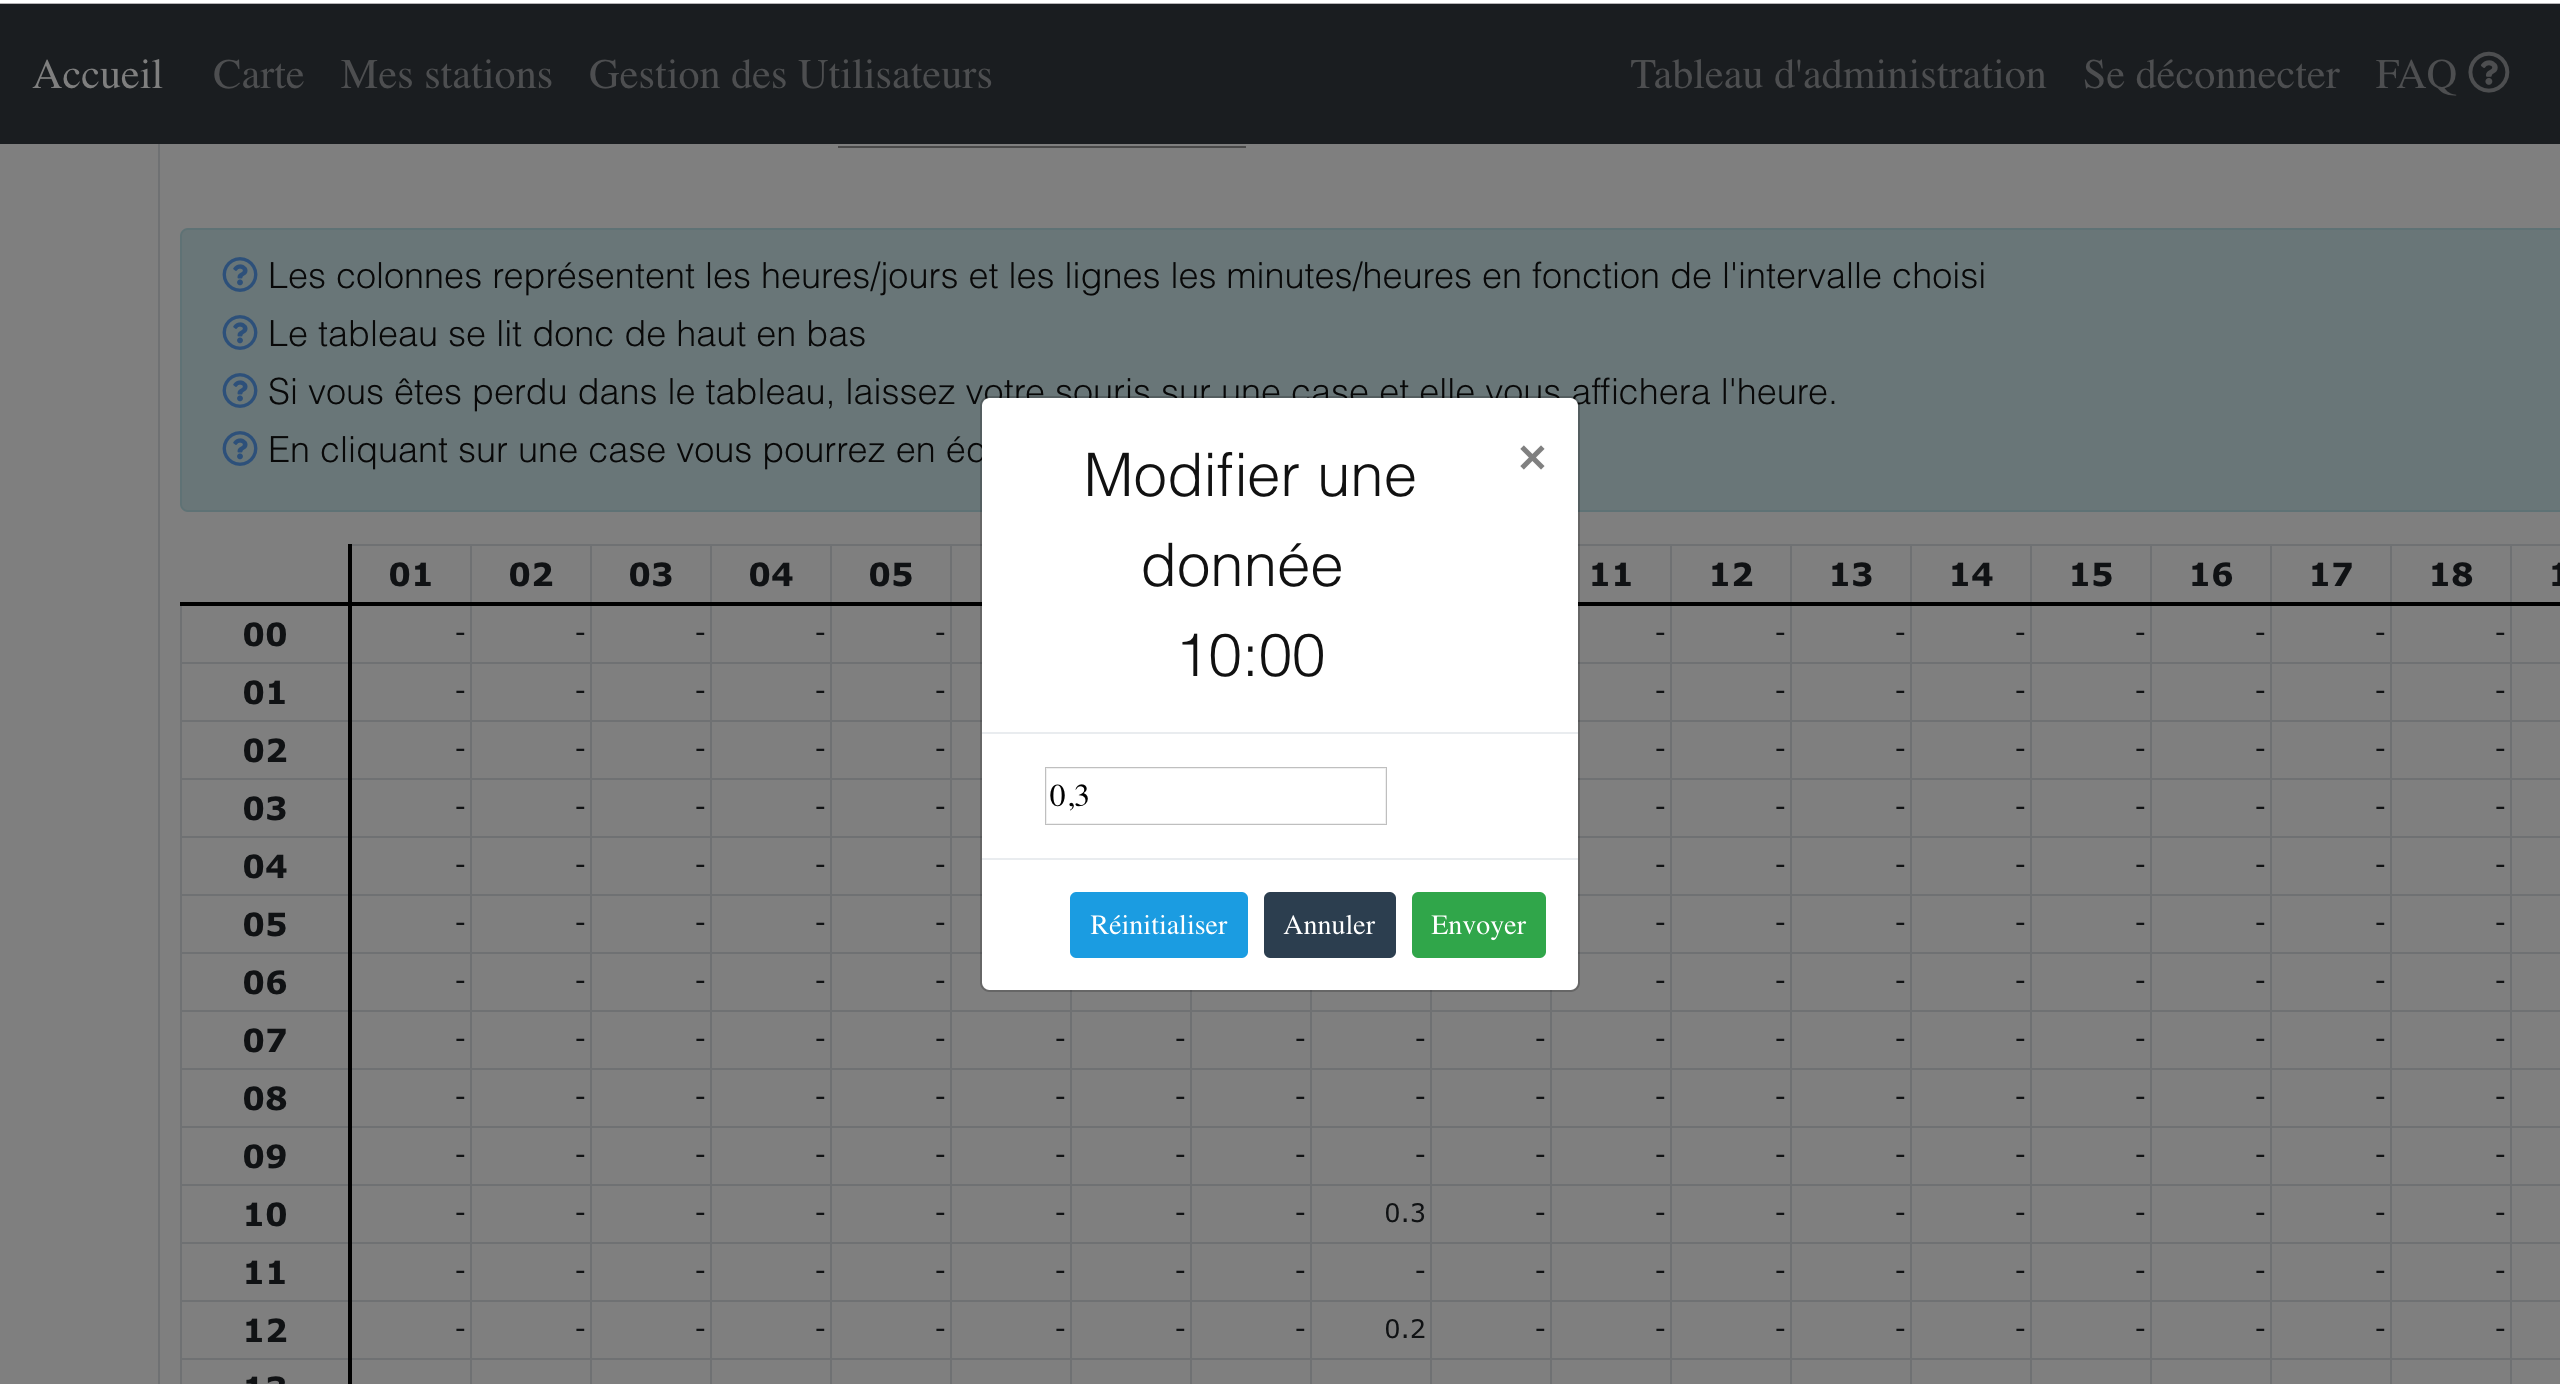 Accueil Carte Mes stations Gestion des Utilisateurs Tableau d'administration Se déconnecter FAQ
Les colonnes représentent les heures/jours et les lignes les minutes/heures en fonction de l'intervalle choisi
Le tableau se lit donc de haut en bas
Si vous êtes perdu dans le tableau, laissez votre souris sur une case et elle vous affichera l'heure.
En cliquant sur une case vous pourrez en
Modifier une
donnée
10:00
×
0,3
Réinitialiser Annuler Envoyer
01 02 03 04 05 11 12 13 14 15 16 17 18
00 - - - - - - - - - - - - -
01 - - - - - - - - - - - - -
02 - - - - - - - - - - - - -
03 - - - - - - - - - - - - -
04 - - - - - - - - - - - - -
05 - - - - - - - - - - - - -
06 - - - - - - - - - - - - -
07 - - - - - - - - - - - - - - - - - -
08 - - - - - - - - - - - - - - - - - -
09 - - - - - - - - - - - - - - - - - -
10 - - - - - - - - 0.3 - - - - - - - - -
11 - - - - - - - - - - - - - - - - - -
12 - - - - - - - - 0.2 - - - - - - - - -